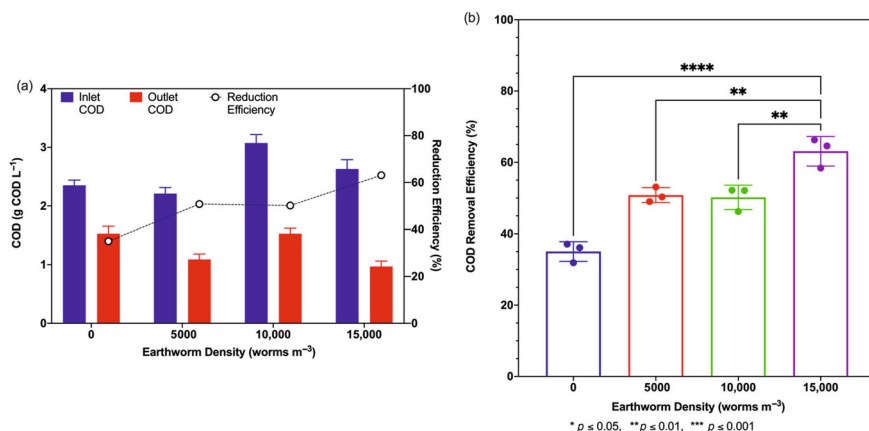 (a)
Inlet COD
Outlet COD
Reduction Efficiency
COD (g COD L⁻¹)
4
3
2
1
0
100
80
60
40
20
0
Reduction Efficiency (%)
0 5000 10,000 15,000
Earthworm Density (worms m⁻³)
(b)
COD Removal Efficiency (%)
100
80
60
40
20
0
****
**
**
0 5000 10,000 15,000
Earthworm Density (worms m⁻³)
* p ≤ 0.05, ** p ≤ 0.01, *** p ≤ 0.001